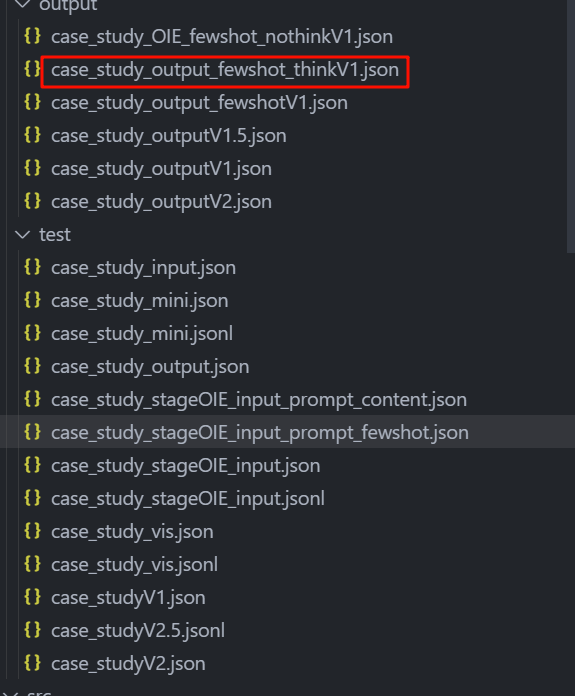 output
{} case_study_OIE_fewshot_nothinkV1.json
{} case_study_output_fewshot_thinkV1.json
{} case_study_output_fewshotV1.json
{} case_study_outputV1.5.json
{} case_study_outputV1.json
{} case_study_outputV2.json
test
{} case_study_input.json
{} case_study_mini.json
{} case_study_mini.jsonl
{} case_study_output.json
{} case_study_stageOIE_input_prompt_content.json
{} case_study_stageOIE_input_prompt_fewshot.json
{} case_study_stageOIE_input.json
{} case_study_stageOIE_input.jsonl
{} case_study_vis.json
{} case_study_vis.jsonl
{} case_studyV1.json
{} case_studyV2.5.jsonl
{} case_studyV2.json
src